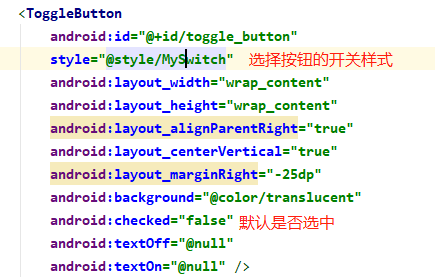 <ToggleButton
android:id="@+id/toggle_button"
style="@style/MySwitch" 选择按钮的开关样式
android:layout_width="wrap_content"
android:layout_height="wrap_content"
android:layout_alignParentRight="true"
android:layout_centerVertical="true"
android:layout_marginRight="-25dp"
android:background="@color/translucent"
android:checked="false" 默认是否选中
android:textOff="@null"
android:textOn="@null" />